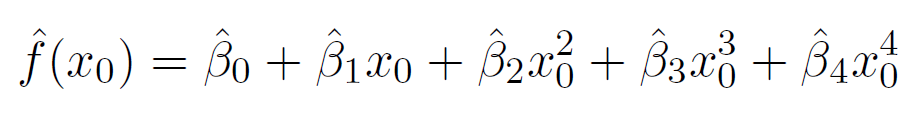 f̂(x₀) = β̂₀ + β̂₁x₀ + β̂₂x₀² + β̂₃x₀³ + β̂₄x₀⁴